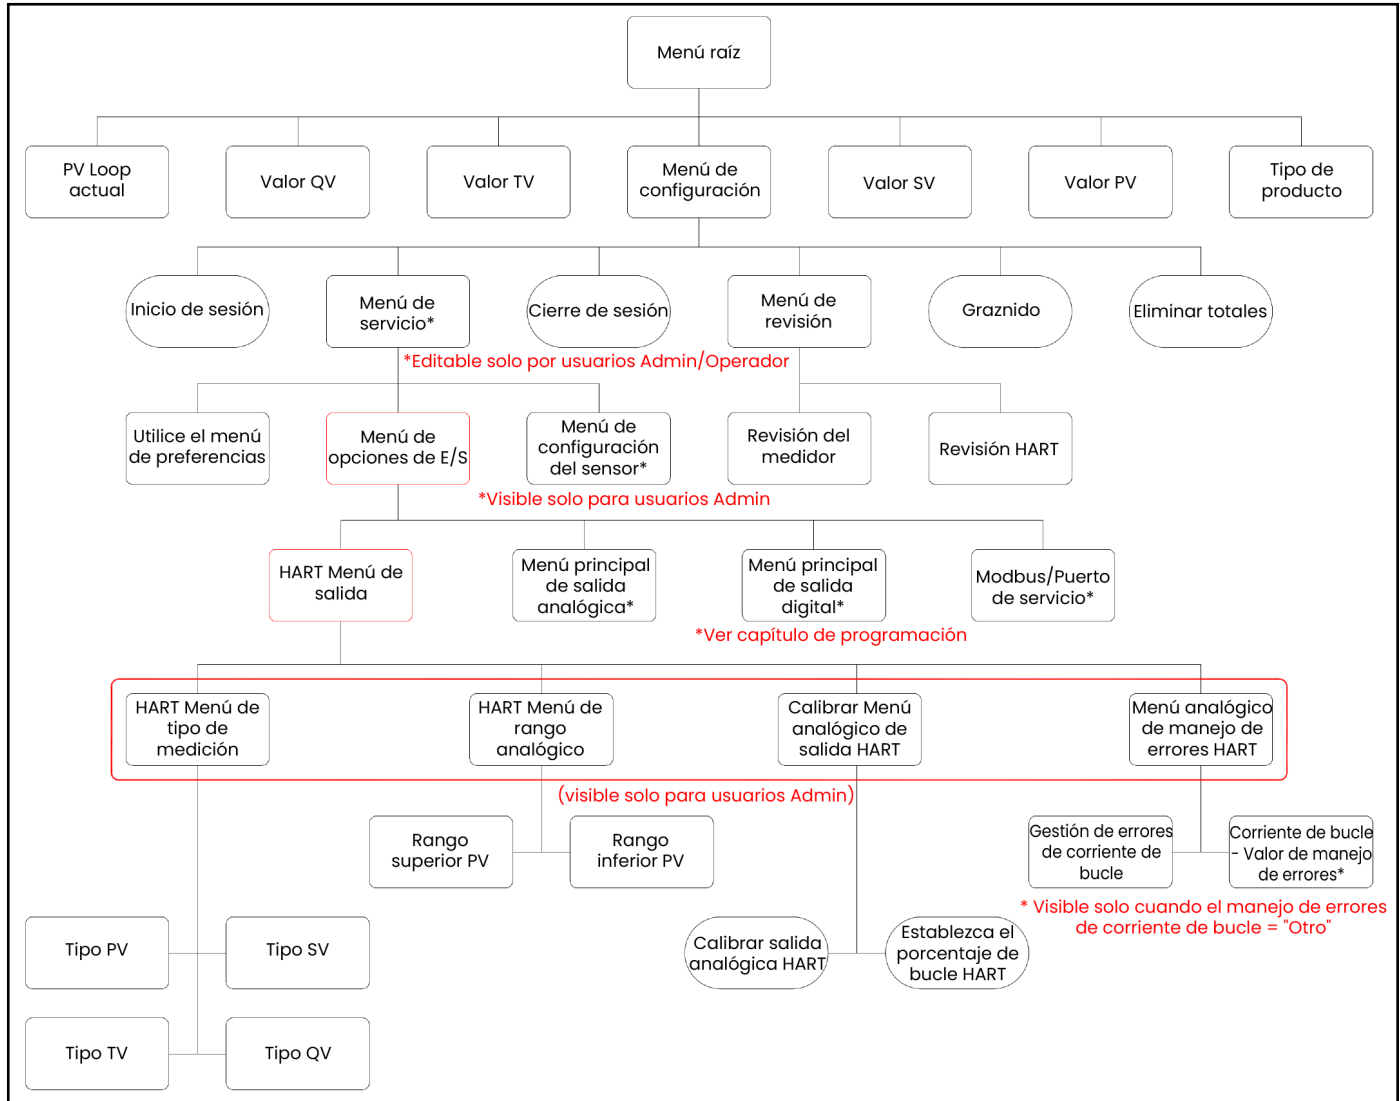 Menú raíz
PV Loop
actual
Valor QV
Valor TV
Menú de
configuración
Valor SV
Valor PV
Tipo de
producto
Inicio de sesión
Menú de
servicio*
Cierre de sesión
Menú de
revisión
Graznido
Eliminar totales
*Editable solo por usuarios Admin/Operador
Utilice el menú
de preferencias
Menú de
opciones de E/S
Menú de
configuración
del sensor*
Revisión del
medidor
Revisión HART
*Visible solo para usuarios Admin
HART Menú de
salida
Menú principal
de salida
analógica*
Menú principal
de salida
digital*
Modbus/Puerto
de servicio*
*Ver capítulo de programación
HART Menú de
tipo de
medición
HART Menú de
rango
analógico
Calibrar Menú
analógico de
salida HART
Menú analógico
de manejo de
errores HART
(visible solo para usuarios Admin)
Rango
superior PV
Rango
inferior PV
Gestión de errores
de corriente de
bucle
Corriente de bucle
- Valor de manejo
de errores*
* Visible solo cuando el manejo de errores
de corriente de bucle = "Otro"
Tipo PV
Tipo SV
Calibrar salida
analógica HART
Establezca el
porcentaje de
bucle HART
Tipo TV
Tipo QV